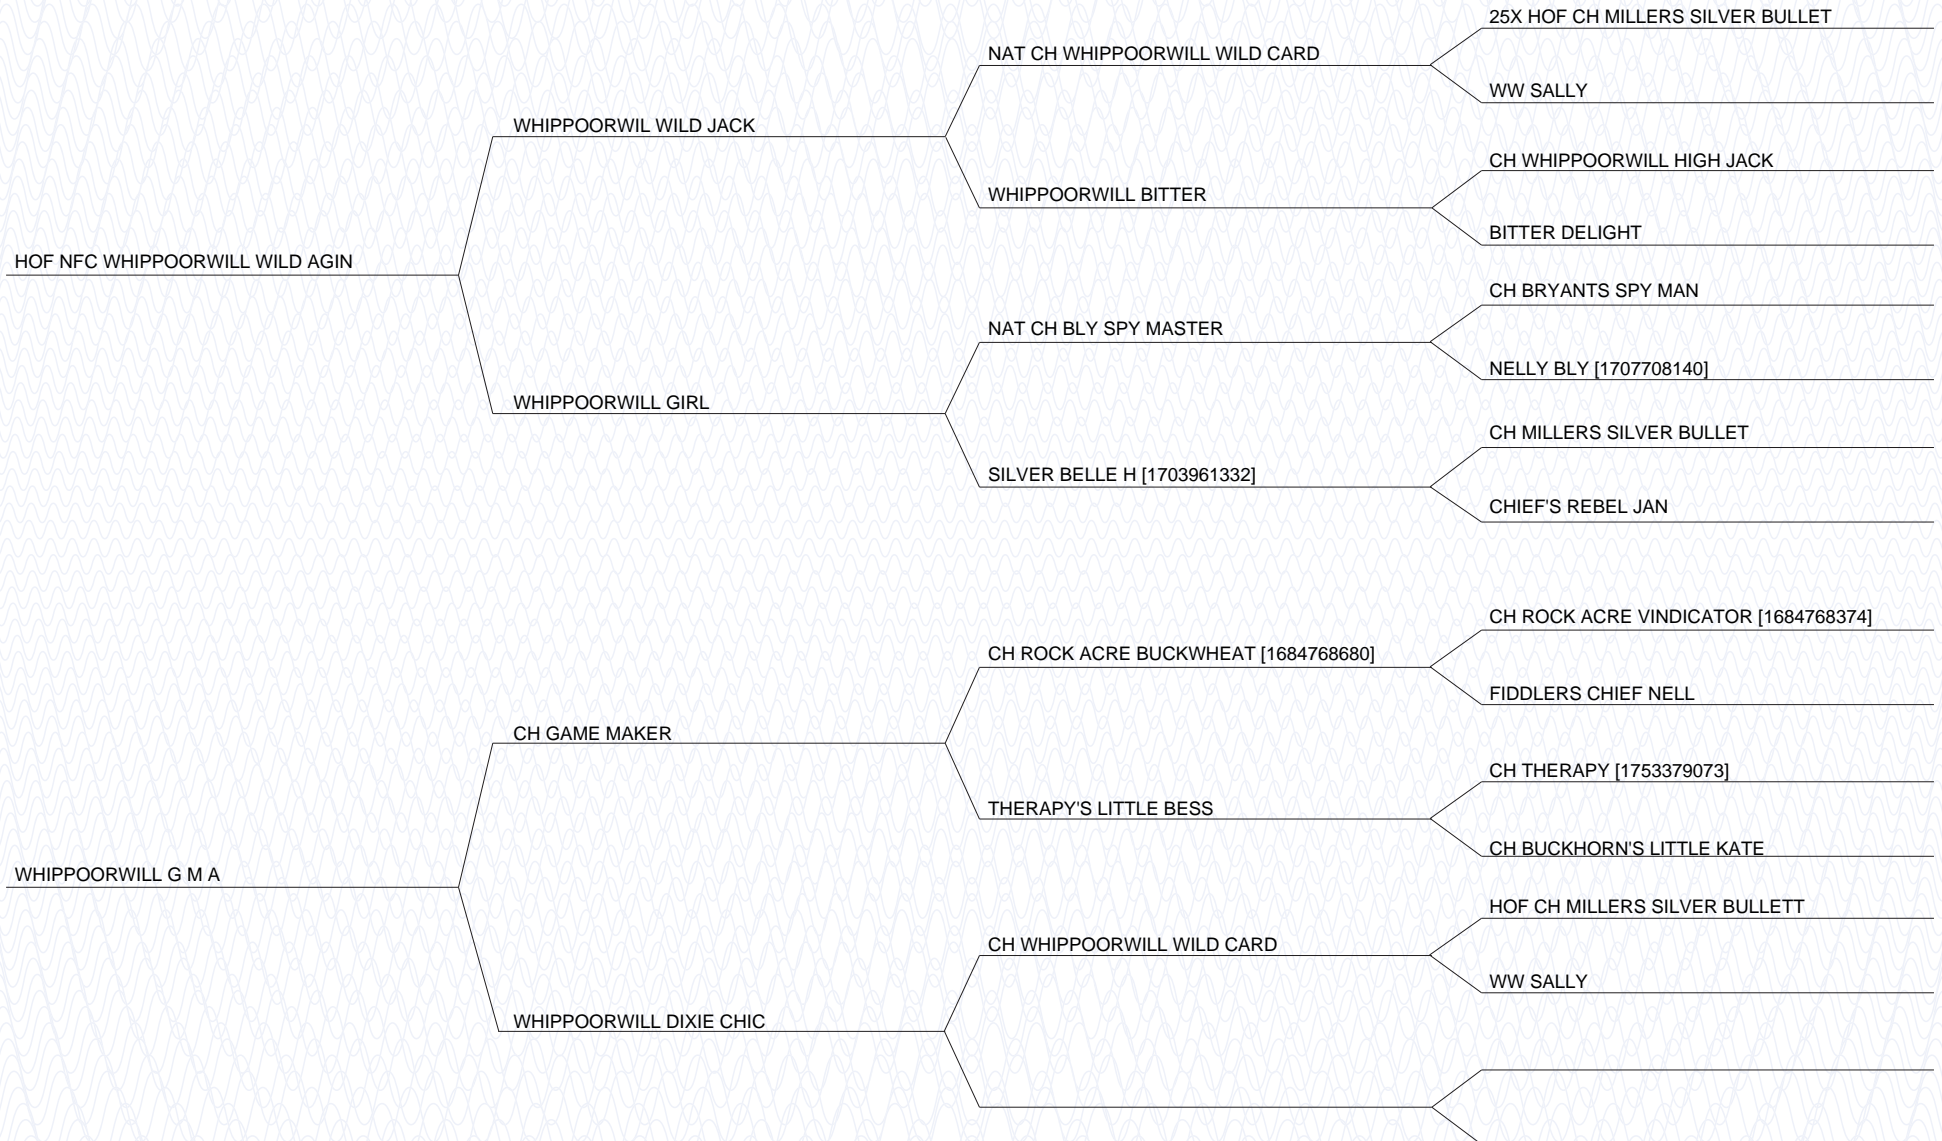 25X HOF CH MILLERS SILVER BULLET
NAT CH WHIPPOORWILL WILD CARD
WW SALLY
WHIPPOORWIL WILD JACK
CH WHIPPOORWILL HIGH JACK
WHIPPOORWILL BITTER
BITTER DELIGHT
HOF NFC WHIPPOORWILL WILD AGIN
CH BRYANTS SPY MAN
NAT CH BLY SPY MASTER
NELLY BLY [1707708140]
WHIPPOORWILL GIRL
CH MILLERS SILVER BULLET
SILVER BELLE H [1703961332]
CHIEF'S REBEL JAN
CH ROCK ACRE VINDICATOR [1684768374]
CH ROCK ACRE BUCKWHEAT [1684768680]
FIDDLERS CHIEF NELL
CH GAME MAKER
CH THERAPY [1753379073]
THERAPY'S LITTLE BESS
CH BUCKHORN'S LITTLE KATE
WHIPPOORWILL G M A
HOF CH MILLERS SILVER BULLETT
CH WHIPPOORWILL WILD CARD
WW SALLY
WHIPPOORWILL DIXIE CHIC